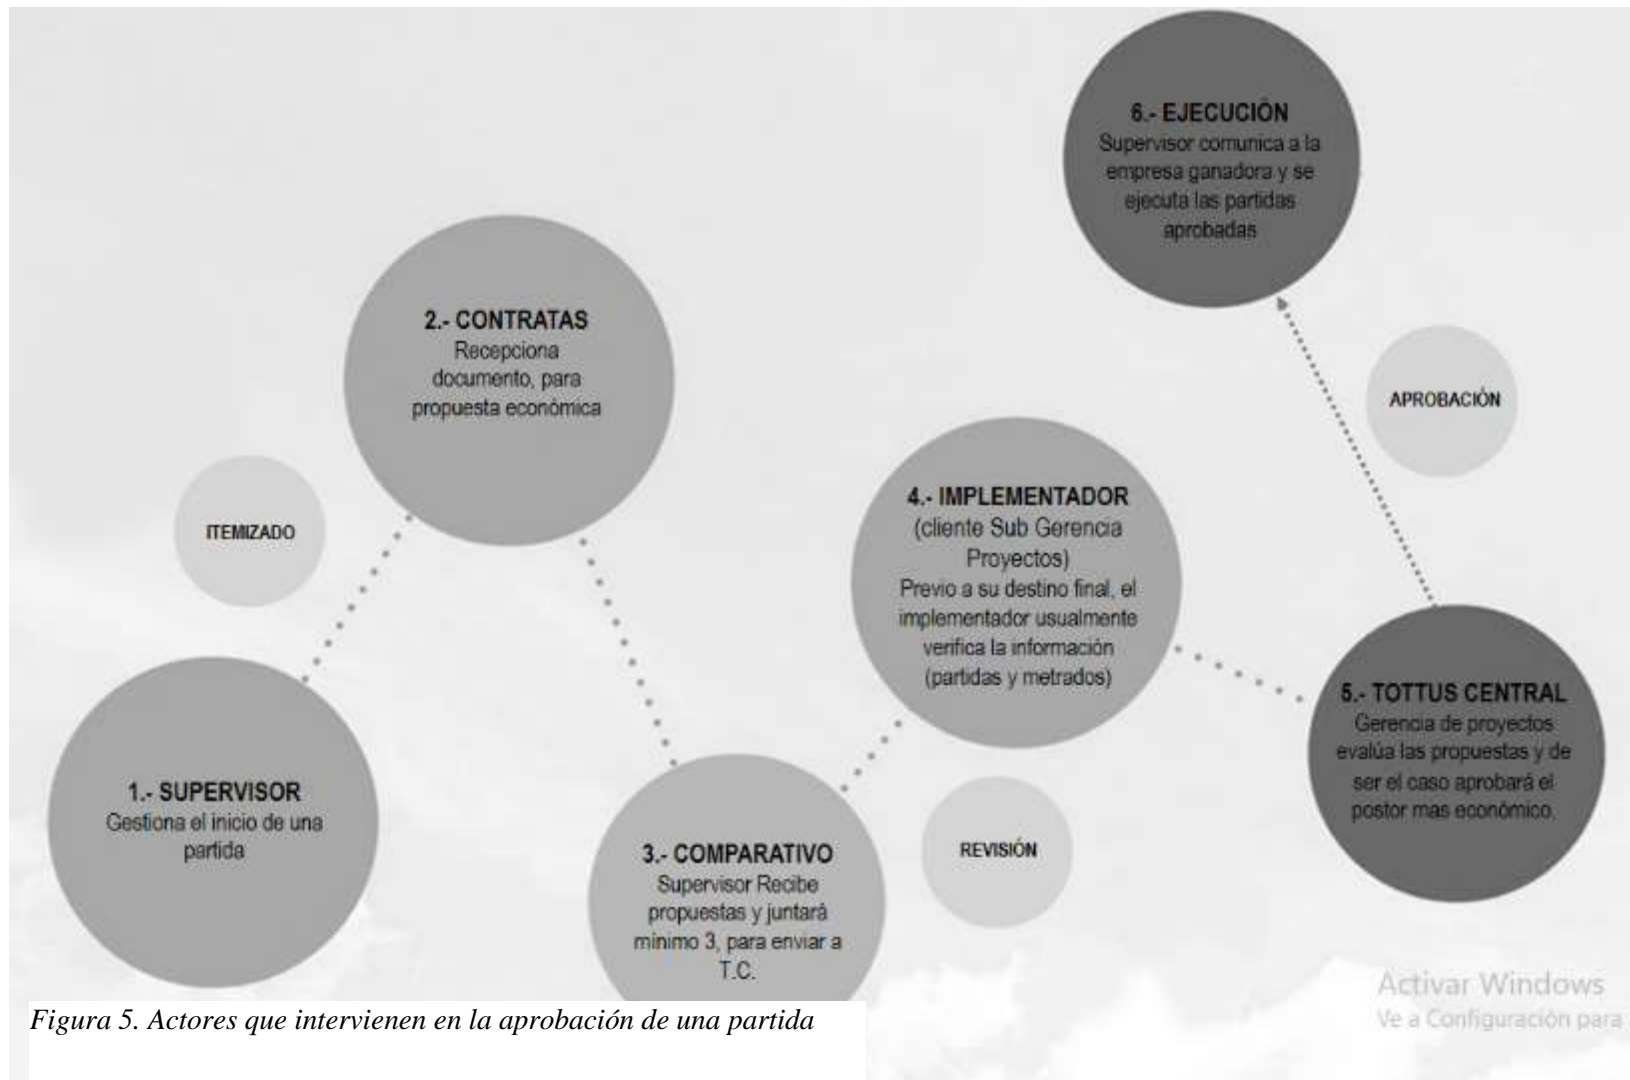 6.- EJECUCIÓN
Supervisor comunica a la
empresa ganadora y se
ejecuta las partidas
aprobadas
2.- CONTRATAS
Recepciona
documento, para
propuesta económica
APROBACIÓN
ITEMIZADO
4.- IMPLEMENTADOR
(cliente Sub Gerencia
Proyectos)
Previo a su destino final, el
implementador usualmente
verifica la información
(partidas y metrados)
5.- TOTTUS CENTRAL
Gerencia de proyectos
evalúa las propuestas y de
ser el caso aprobará el
postor mas económico.
1.- SUPERVISOR
Gestiona el inicio de una
partida
3.- COMPARATIVO
Supervisor Recibe
propuestas y juntará
mínimo 3, para enviar a
T.C.
REVISIÓN
Activar Windows
Ve a Configuración para
Figura 5. Actores que intervienen en la aprobación de una partida